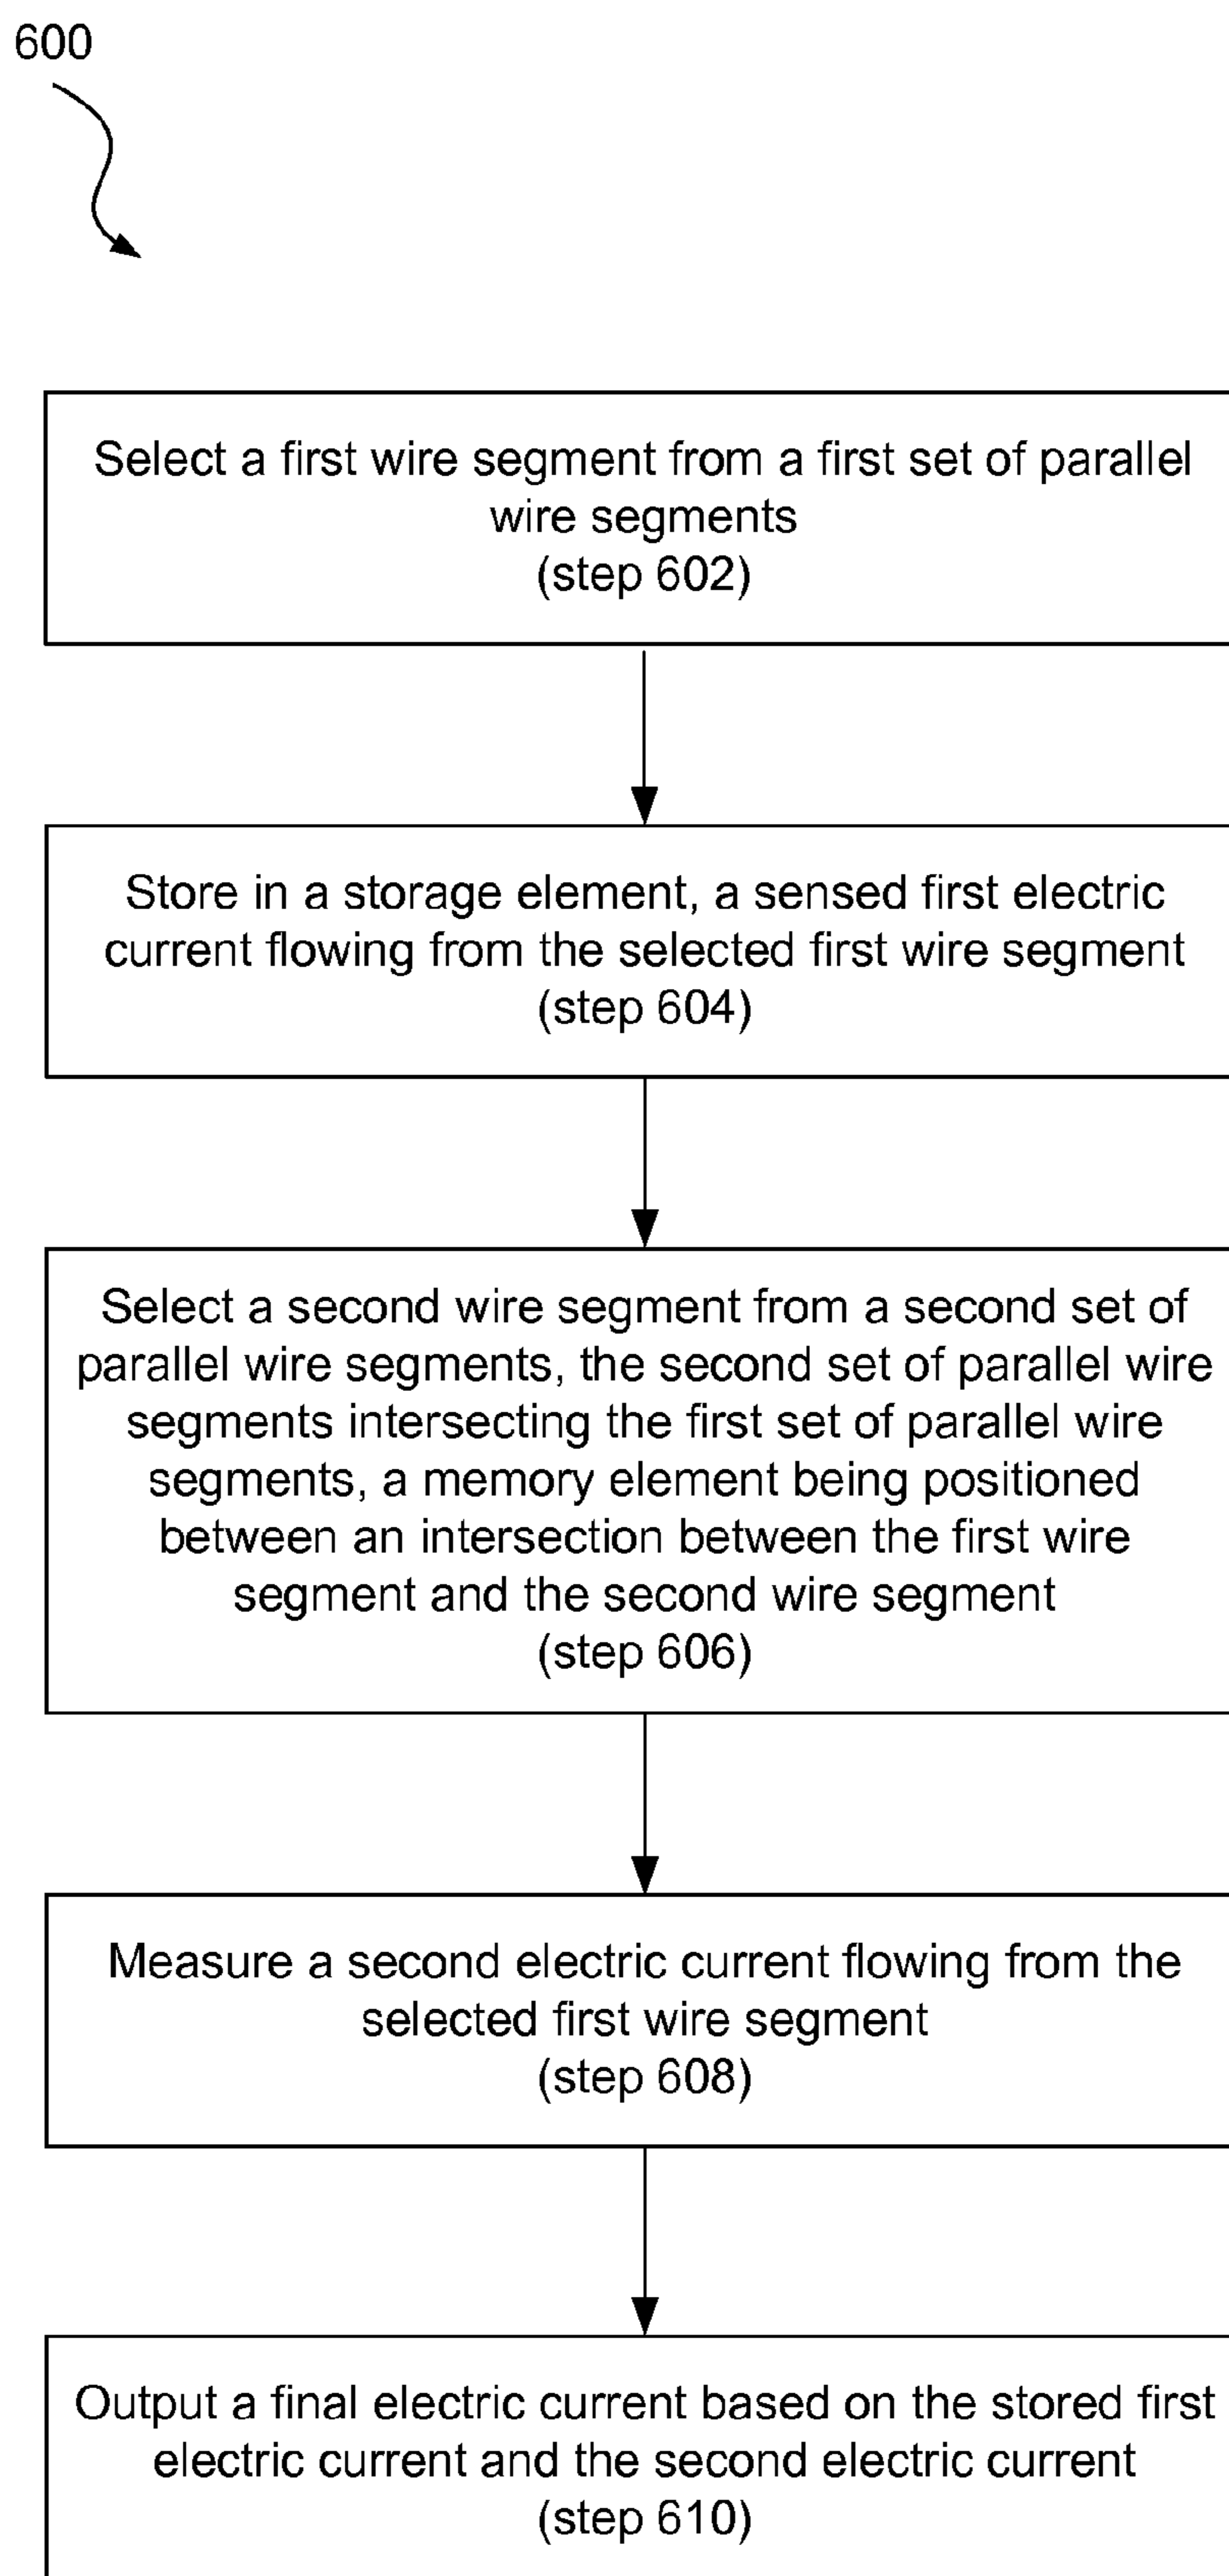 600
Select a first wire segment from a first set of parallel
wire segments
(step 602)
Store in a storage element, a sensed first electric
current flowing from the selected first wire segment
(step 604)
Select a second wire segment from a second set of
parallel wire segments, the second set of parallel wire
segments intersecting the first set of parallel wire
segments, a memory element being positioned
between an intersection between the first wire
segment and the second wire segment
(step 606)
Measure a second electric current flowing from the
selected first wire segment
(step 608)
Output a final electric current based on the stored first
electric current and the second electric current
(step 610)